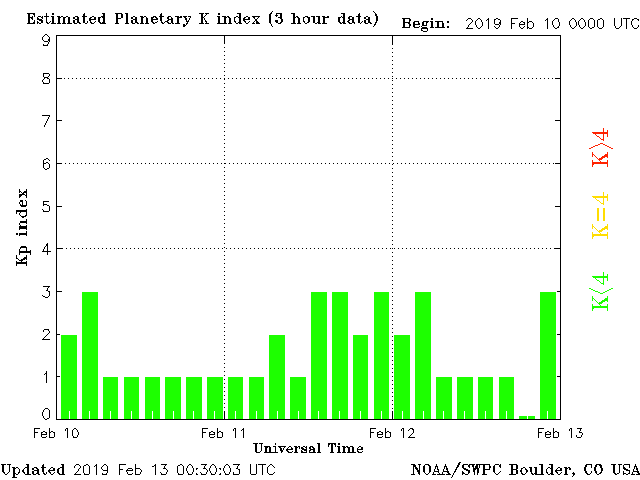 Estimated Planetary K index (3 hour data)
Begin: 2019 Feb 10 0000 UTC
9
8
7
6
5
4
3
2
1
0
Kp index
K>4
K=4
K<4
Feb 10
Feb 11
Feb 12
Feb 13
Universal Time
Updated 2019 Feb 13 00:30:03 UTC
NOAA/SWPC Boulder, CO USA